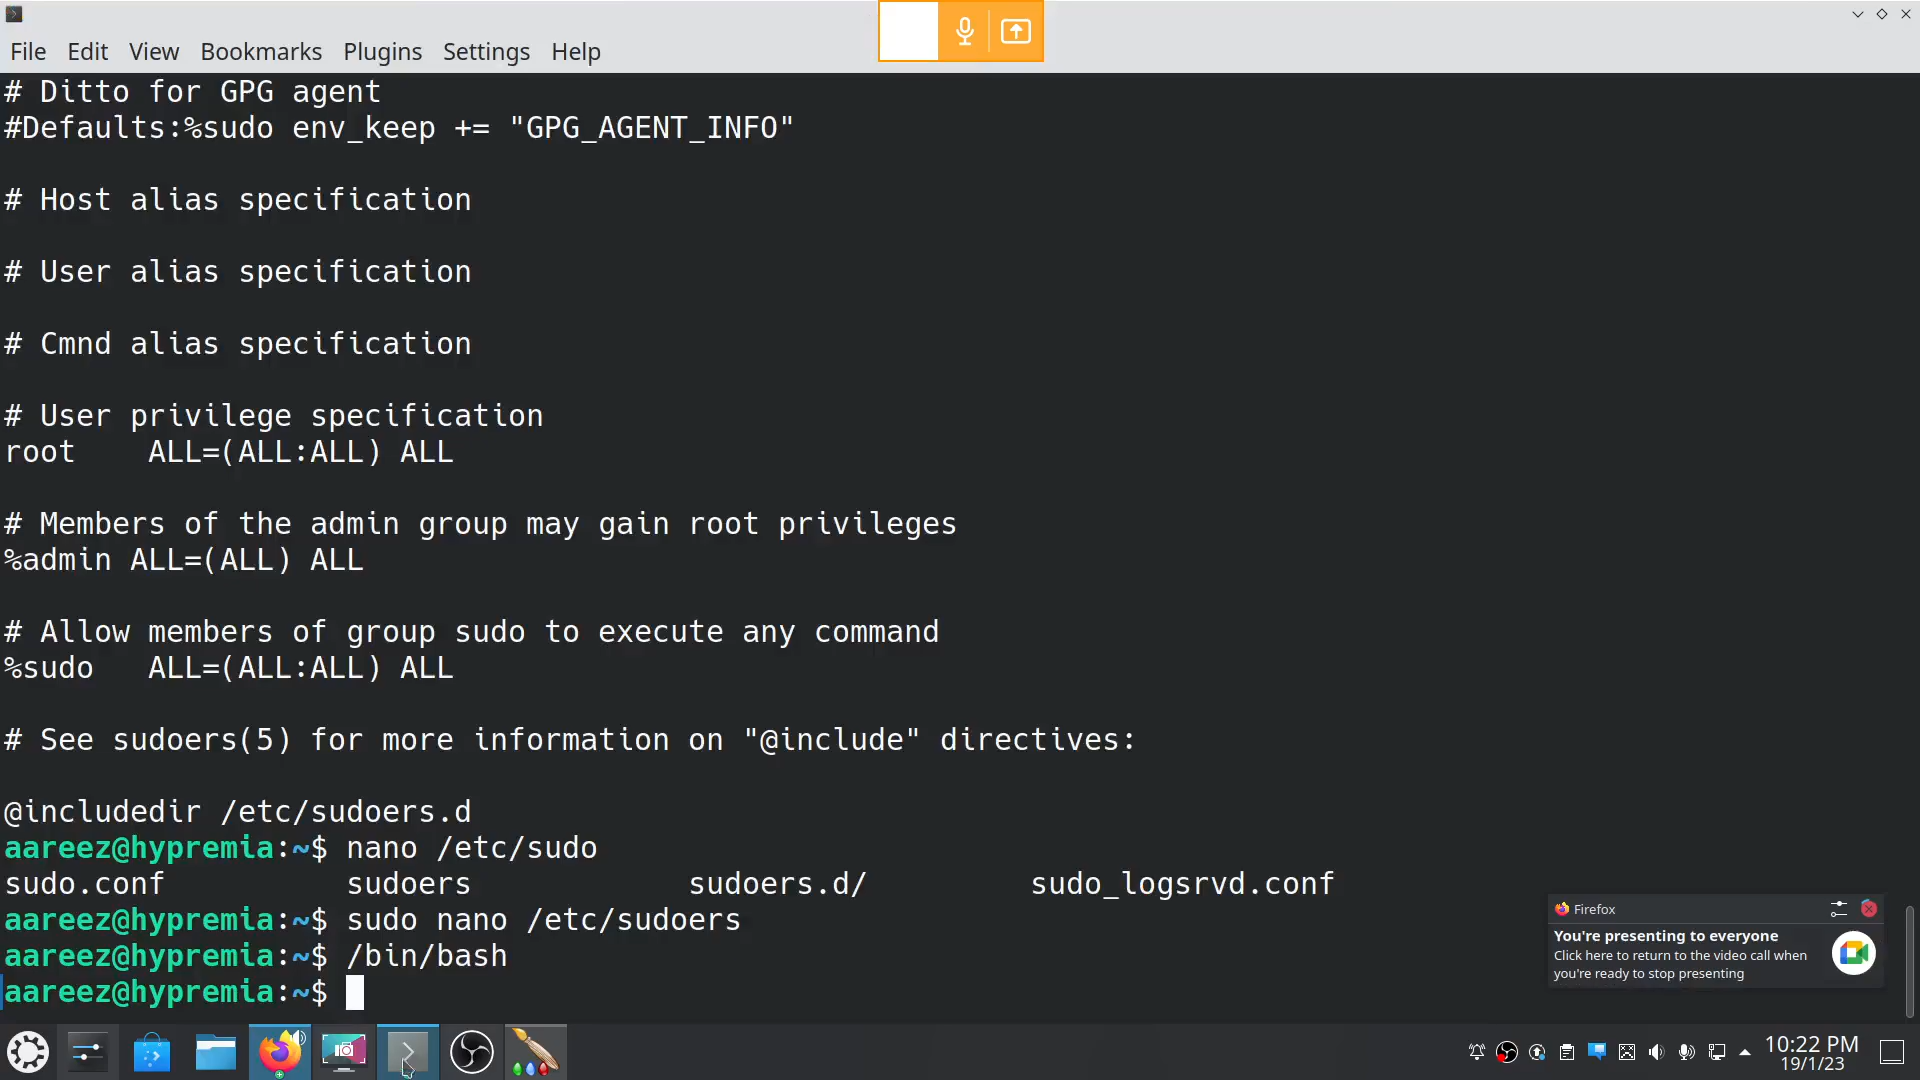 File Edit View Bookmarks Plugins Settings Help
# Ditto for GPG agent
#Defaults:%sudo env_keep += "GPG_AGENT_INFO"
# Host alias specification
# User alias specification
# Cmnd alias specification
# User privilege specification
root    ALL=(ALL:ALL) ALL
# Members of the admin group may gain root privileges
%admin ALL=(ALL) ALL
# Allow members of group sudo to execute any command
%sudo   ALL=(ALL:ALL) ALL
# See sudoers(5) for more information on "@include" directives:
@includedir /etc/sudoers.d
aareez@hypremia:~$ nano /etc/sudo
sudo.conf          sudoers            sudoers.d/         sudo_logsrvd.conf
aareez@hypremia:~$ sudo nano /etc/sudoers
aareez@hypremia:~$ /bin/bash
aareez@hypremia:~$
Firefox
You're presenting to everyone
Click here to return to the video call when
you're ready to stop presenting
10:22 PM
19/1/23